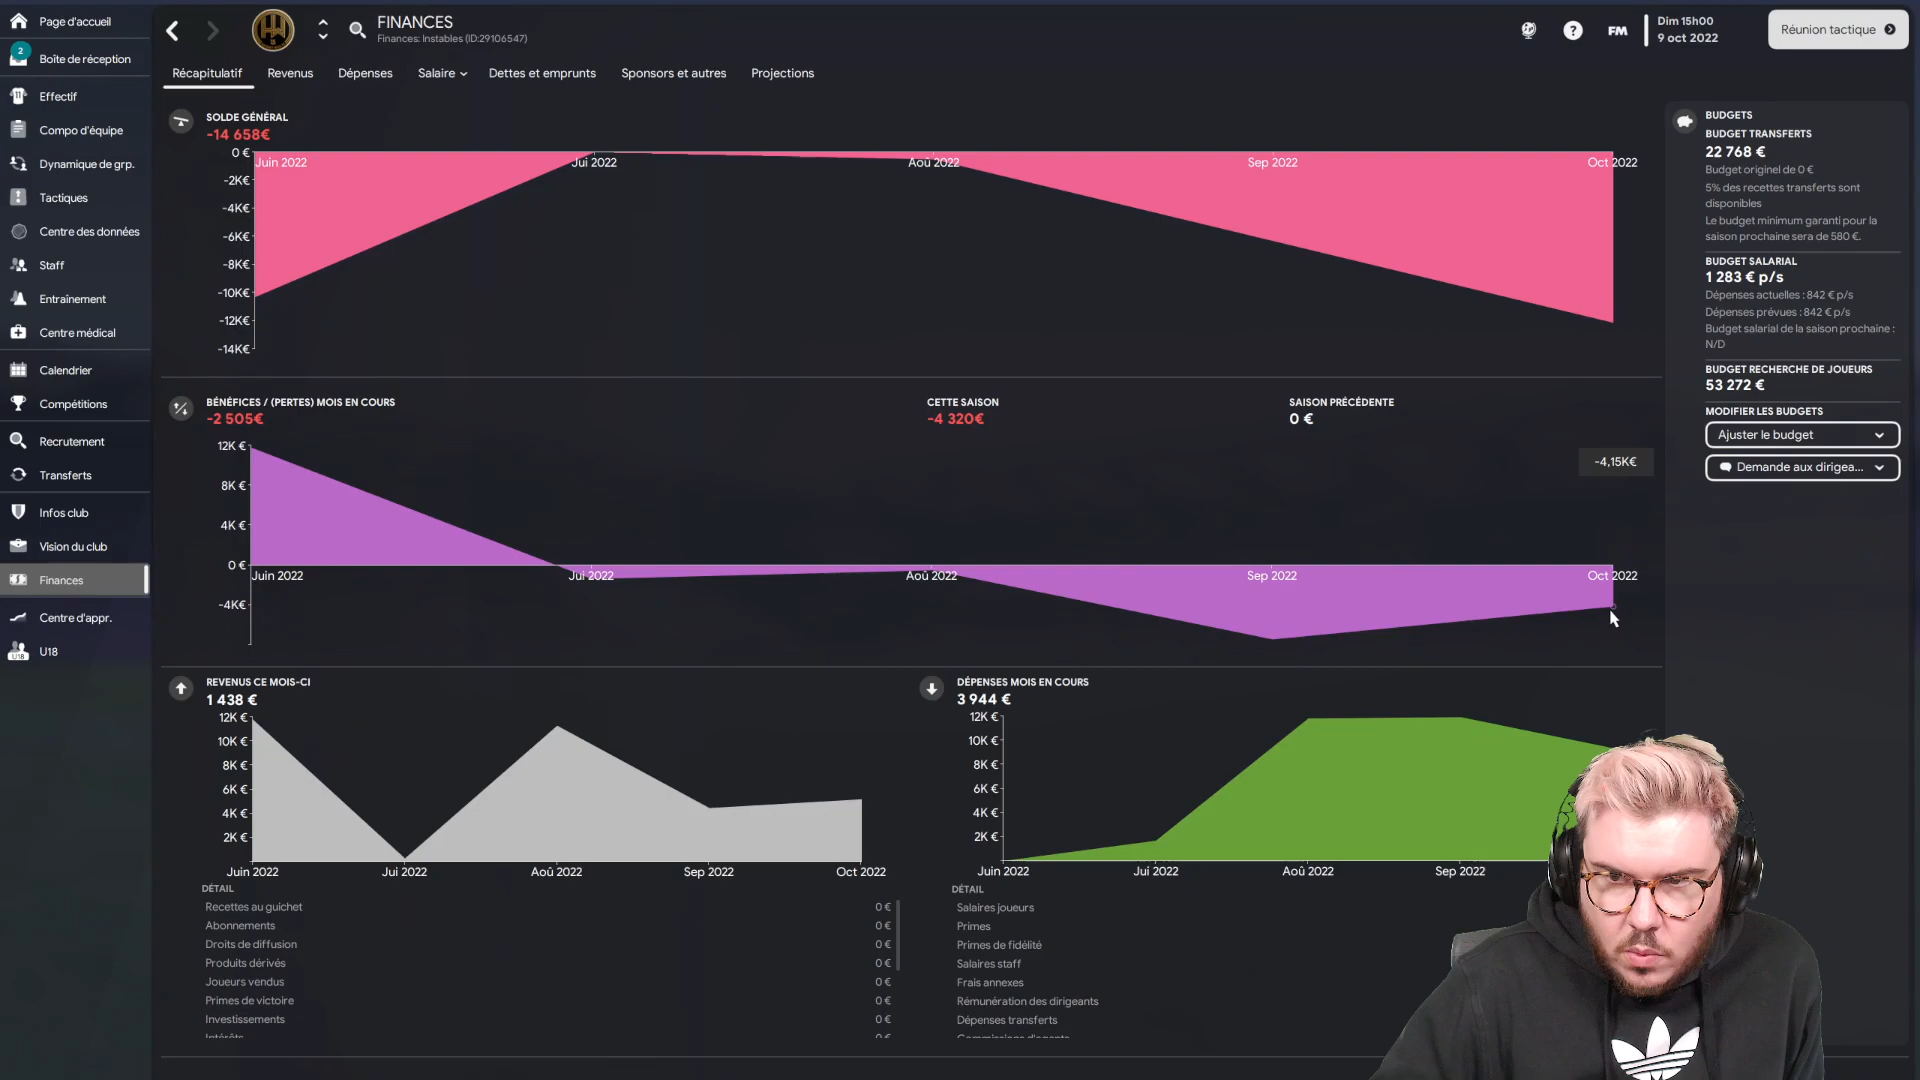 Page d'accueil
2
Boîte de réception
Effectif
Compo d'équipe
Dynamique de grp.
Tactiques
Centre des données
Staff
Entraînement
Centre médical
Calendrier
Compétitions
Recrutement
Transferts
Infos club
Vision du club
Finances
Centre d'appr.
U18
FINANCES
Finances: Instables (ID:29106547)
FM
Dim 15h00
9 oct 2022
Réunion tactique
Récapitulatif
Revenus
Dépenses
Salaire
Dettes et emprunts
Sponsors et autres
Projections
SOLDE GÉNÉRAL
-14 658€
0 €
-2K€
-4K€
-6K€
-8K€
-10K€
-12K€
-14K€
Juin 2022
Jui 2022
Aoû 2022
Sep 2022
Oct 2022
BÉNÉFICES / (PERTES) MOIS EN COURS
-2 505€
CETTE SAISON
-4 320€
SAISON PRÉCÉDENTE
0 €
12K €
8K €
4K €
0 €
-4K€
-4,15K€
Juin 2022
Jui 2022
Aoû 2022
Sep 2022
Oct 2022
REVENUS CE MOIS-CI
1 438 €
12K €
10K €
8K €
6K €
4K €
2K €
Juin 2022
Jui 2022
Aoû 2022
Sep 2022
Oct 2022
DÉTAIL
Recettes au guichet 0 €
Abonnements 0 €
Droits de diffusion 0 €
Produits dérivés 0 €
Joueurs vendus 0 €
Primes de victoire 0 €
Investissements 0 €
Intérêts 0 €
DÉPENSES MOIS EN COURS
3 944 €
12K €
10K €
8K €
6K €
4K €
2K €
Juin 2022
Jui 2022
Aoû 2022
Sep 2022
DÉTAIL
Salaires joueurs
Primes
Primes de fidélité
Salaires staff
Frais annexes
Rémunération des dirigeants
Dépenses transferts
Commissions d'agents
BUDGETS
BUDGET TRANSFERTS
22 768 €
Budget originel de 0 €
5% des recettes transferts sont
disponibles
Le budget minimum garanti pour la
saison prochaine sera de 580 €.
BUDGET SALARIAL
1 283 € p/s
Dépenses actuelles : 842 € p/s
Dépenses prévues : 842 € p/s
Budget salarial de la saison prochaine :
N/D
BUDGET RECHERCHE DE JOUEURS
53 272 €
MODIFIER LES BUDGETS
Ajuster le budget
Demande aux dirigea...